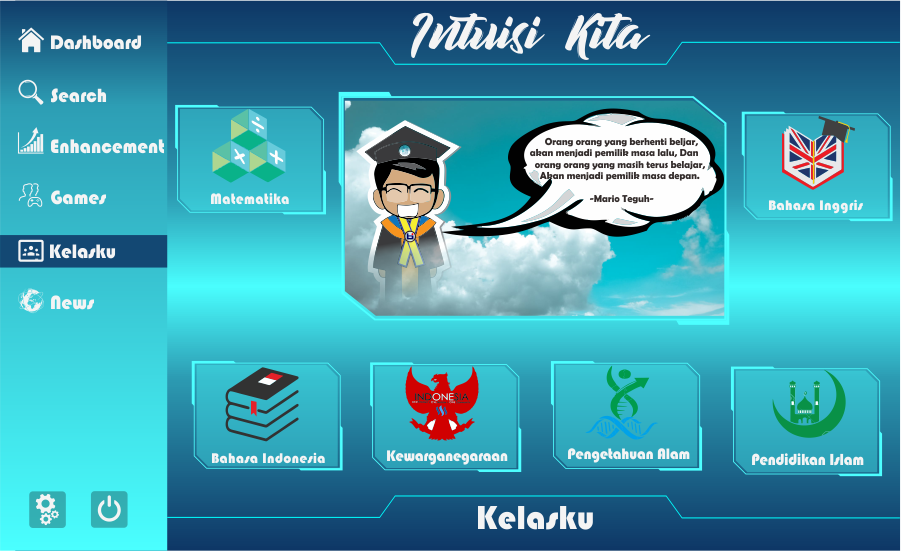 Intuisi Kita
Dashboard
Search
Enhancement
Games
Kelasku
News
Matematika
Orang orang yang berhenti beljar,
akan menjadi pemilik masa lalu, Dan
orang orang yang masih terus belajar,
Akan menjadi pemilik masa depan.
-Mario Teguh-
Bahasa Inggris
Bahasa Indonesia
INDONESIA
Kewarganegaraan
Pengetahuan Alam
Pendidikan Islam
Kelasku